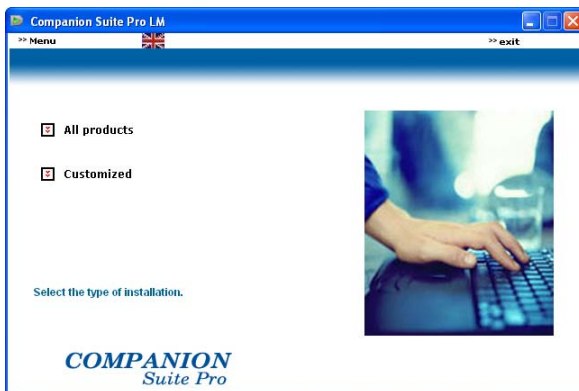 Companion Suite Pro LM
>> Menu
>> exit
All products
Customized
Select the type of installation.
COMPANION
Suite Pro